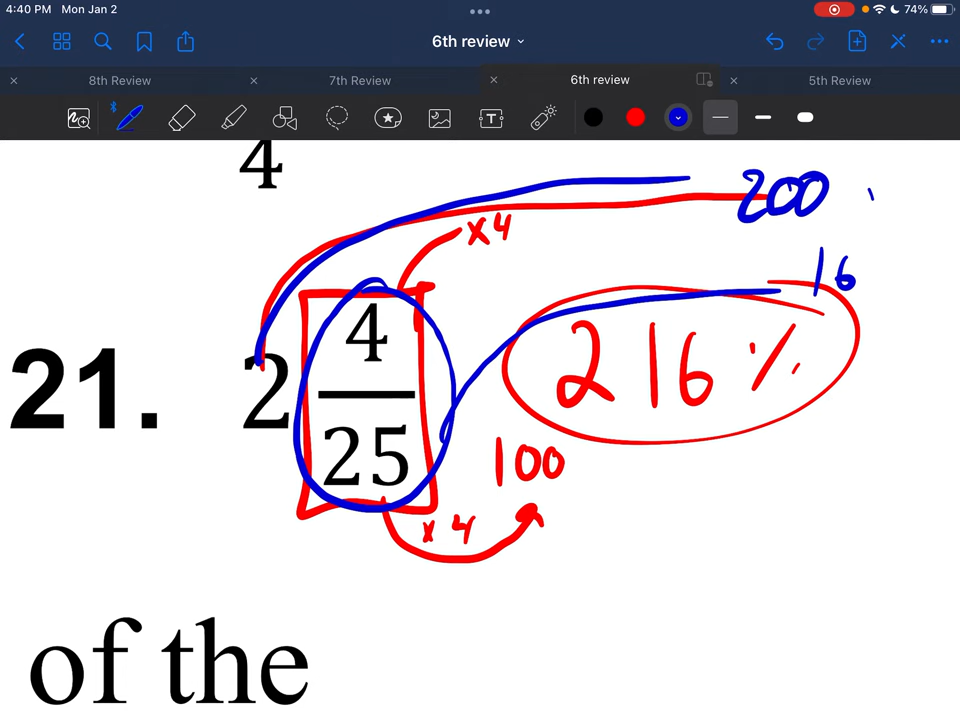 4:40 PM Mon Jan 2
74%
6th review
8th Review
7th Review
6th review
5th Review
T
4
200
x4
16
21. 2 4/25
216%
100
x 4
of the